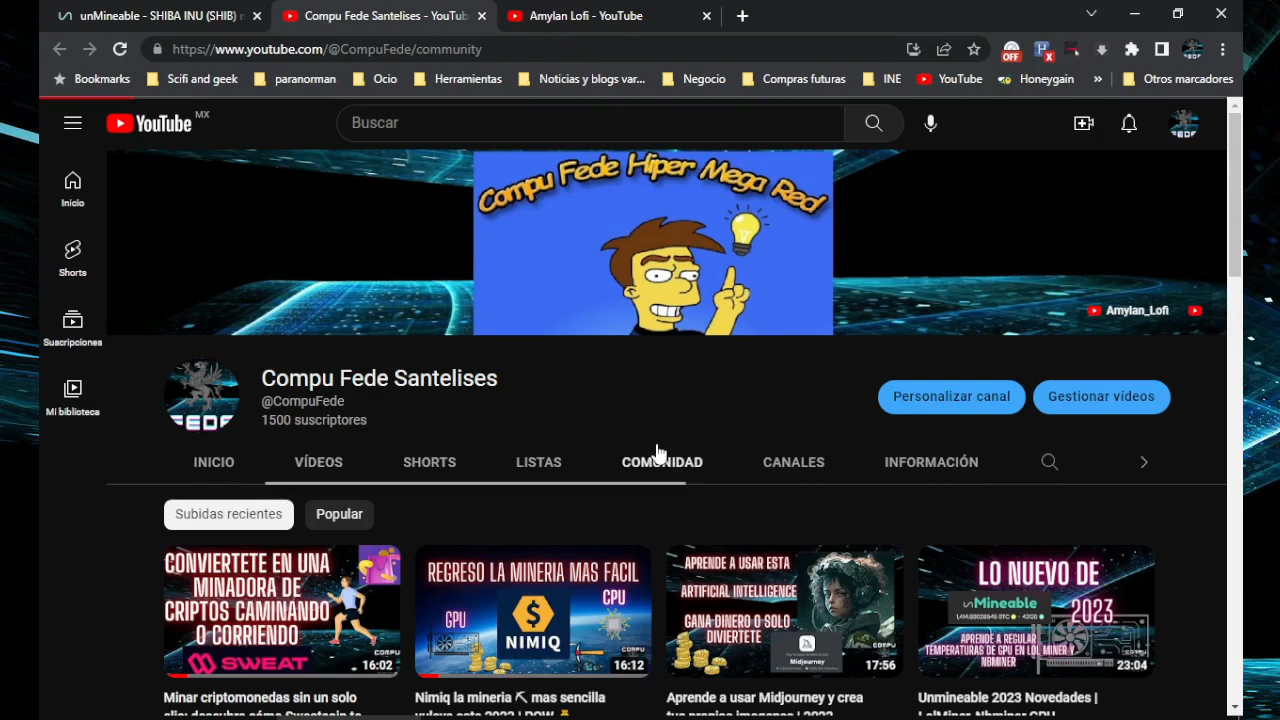 unMineable - SHIBA INU (SHIB)
Compu Fede Santelises - YouTub
Amylan Lofi - YouTube
https://www.youtube.com/@CompuFede/community
OFF
Bookmarks
Scifi and geek
paranorman
Ocio
Herramientas
Noticias y blogs var...
Negocio
Compras futuras
INE
YouTube
Honeygain
»
Otros marcadores
YouTube MX
Buscar
Inicio
Shorts
Suscripciones
Mi biblioteca
Compu Fede Hiper Mega Red
Amylan_Lofi
FEDE
Compu Fede Santelises
@CompuFede
1500 suscriptores
Personalizar canal
Gestionar vídeos
INICIO
VÍDEOS
SHORTS
LISTAS
COMUNIDAD
CANALES
INFORMACIÓN
Subidas recientes
Popular
CONVIERTETE EN UNA
MINADORA DE
CRIPTOS CAMINANDO
O CORRIENDO
SWEAT
16:02
REGRESO LA MINERIA MAS FACIL
GPU
CPU
NIMIQ
16:12
APRENDE A USAR ESTA
ARTIFICIAL INTELLIGENCE
GANA DINERO O SOLO
DIVIERTETE
Midjourney
17:56
LO NUEVO DE
2023
unMineable
APRENDE A REGULAR
TEMPERATURAS DE GPU EN LOL MINER Y
NBMINER
23:04
Minar criptomonedas sin un solo
Nimiq la mineria ⛏ mas sencilla
Aprende a usar Midjourney y crea
Unmineable 2023 Novedades |